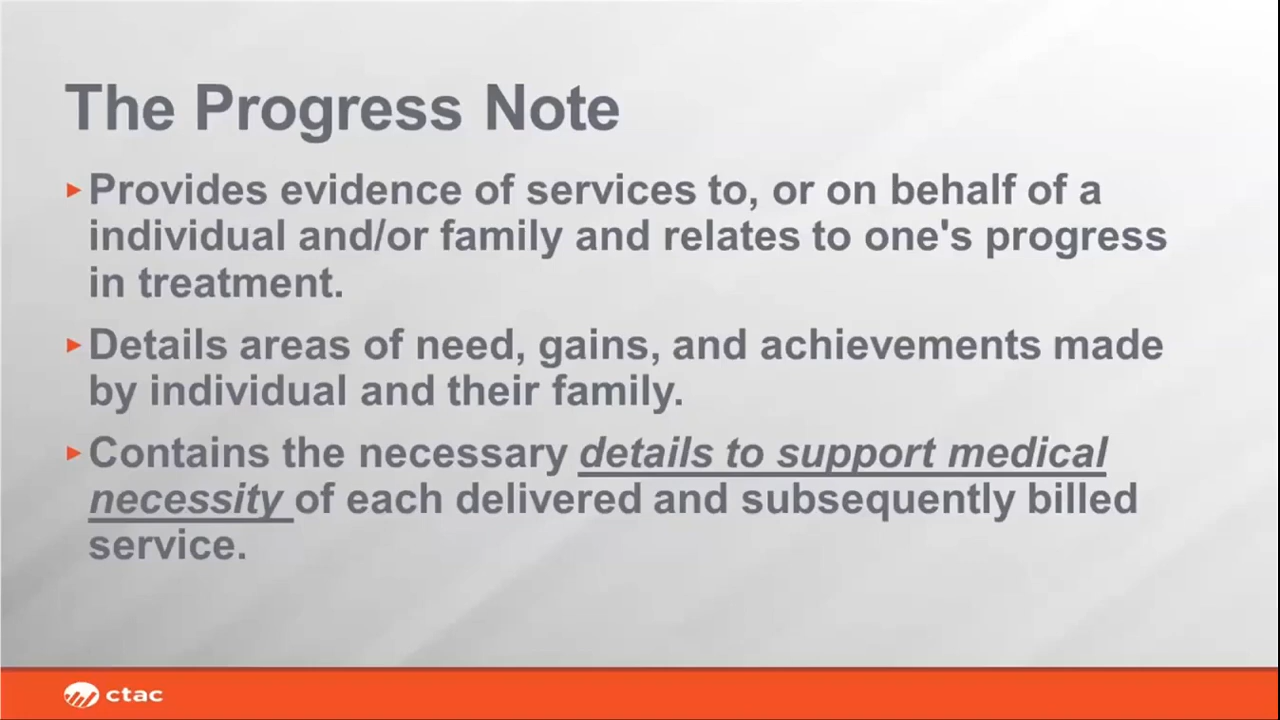 The Progress Note
Provides evidence of services to, or on behalf of a
individual and/or family and relates to one's progress
in treatment.
Details areas of need, gains, and achievements made
by individual and their family.
Contains the necessary details to support medical
necessity of each delivered and subsequently billed
service.
ctac